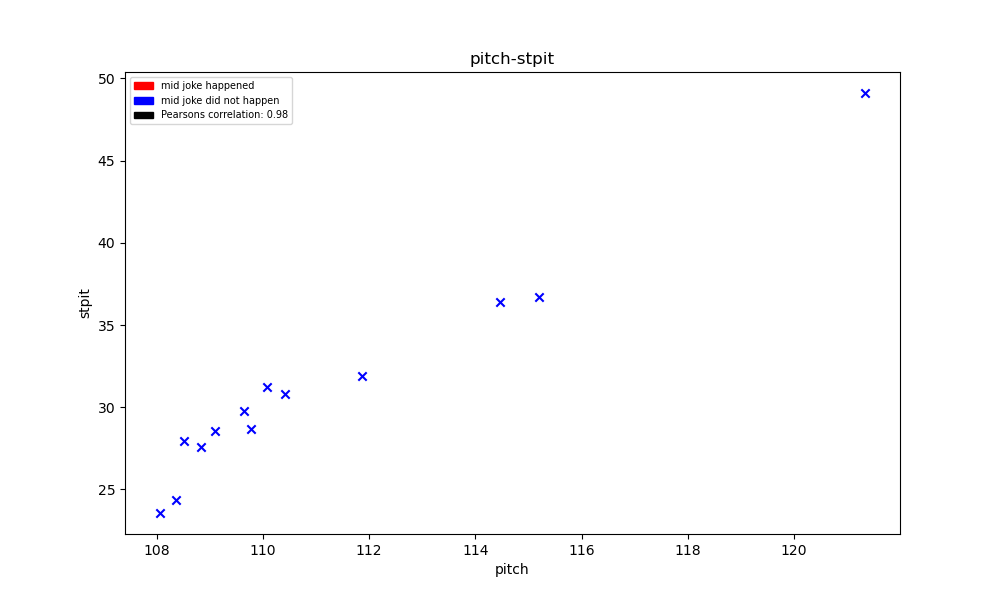 pitch-stpit
mid joke happened
mid joke did not happen
Pearsons correlation: 0.98
50
45
40
35
30
25
stpit
108 110 112 114 116 118 120
pitch